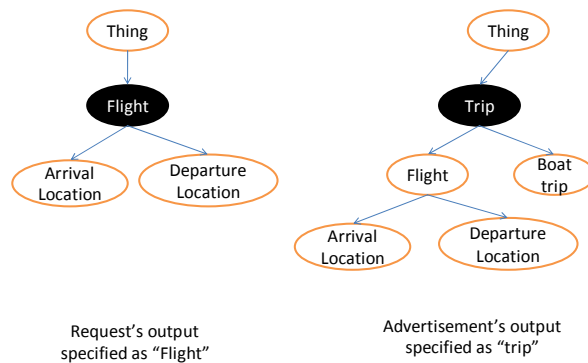 Thing
Flight
Arrival
Location
Departure
Location
Request's output
specified as “Flight”
Thing
Trip
Flight
Boat
trip
Arrival
Location
Departure
Location
Advertisement's output
specified as “trip”